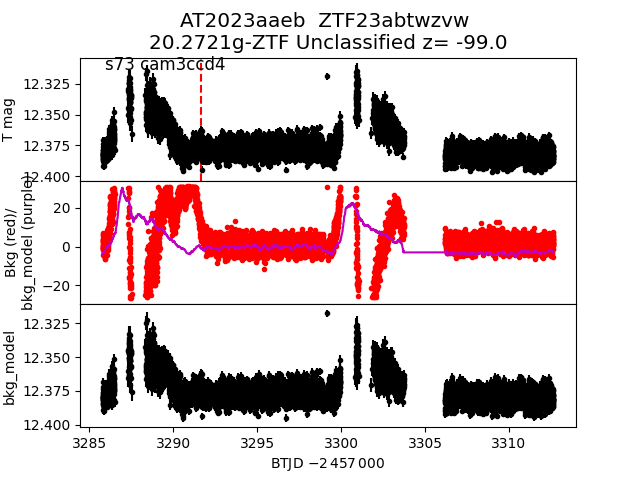 AT2023aaeb  ZTF23abtwzvw
20.2721g-ZTF Unclassified z= -99.0
s73 cam3ccd4
T mag
12.325
12.350
12.375
12.400
Bkg (red)/
bkg_model (purple)
20
0
−20
bkg_model
12.325
12.350
12.375
12.400
3285 3290 3295 3300 3305 3310
BTJD −2 457 000